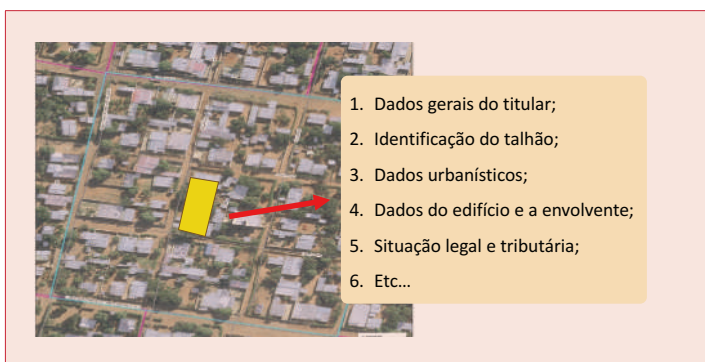 1. Dados gerais do titular;
2. Identificação do talhão;
3. Dados urbanísticos;
4. Dados do edifício e a envolvente;
5. Situação legal e tributária;
6. Etc...